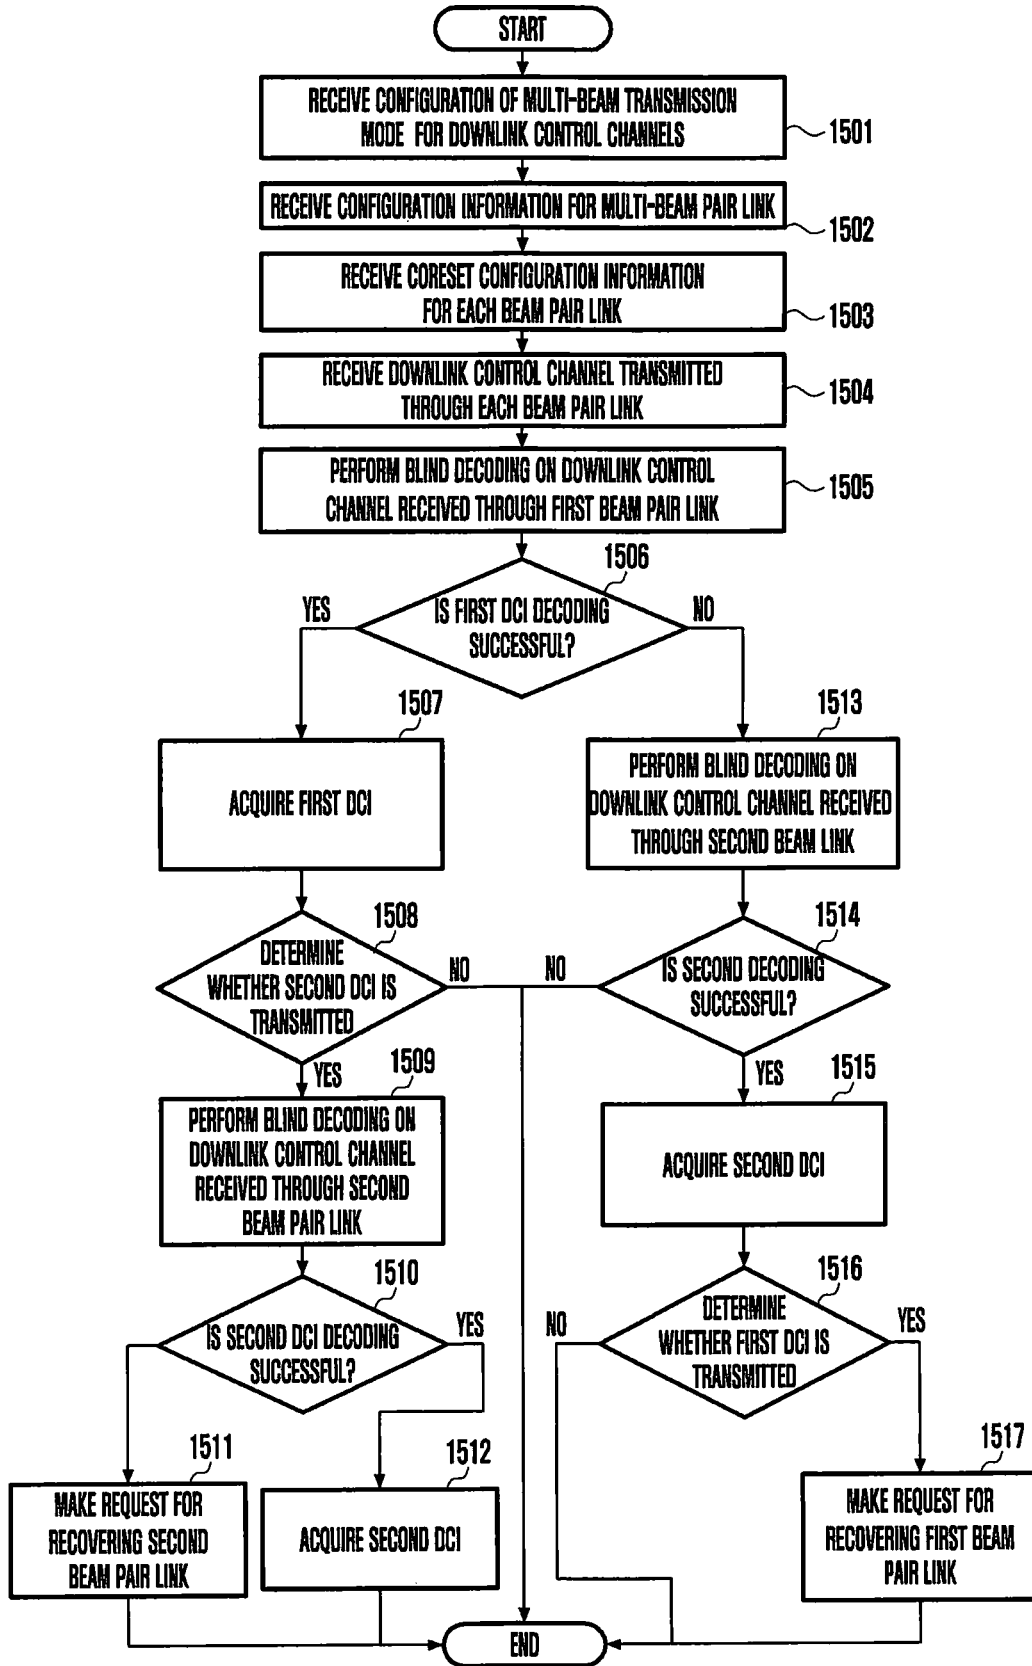 START
RECEIVE CONFIGURATION OF MULTI-BEAM TRANSMISSION
MODE FOR DOWNLINK CONTROL CHANNELS
1501
RECEIVE CONFIGURATION INFORMATION FOR MULTI-BEAM PAIR LINK
1502
RECEIVE CORESET CONFIGURATION INFORMATION
FOR EACH BEAM PAIR LINK
1503
RECEIVE DOWNLINK CONTROL CHANNEL TRANSMITTED
THROUGH EACH BEAM PAIR LINK
1504
PERFORM BLIND DECODING ON DOWNLINK CONTROL
CHANNEL RECEIVED THROUGH FIRST BEAM PAIR LINK
1505
1506
IS FIRST DCI DECODING
SUCCESSFUL?
YES
NO
1507
ACQUIRE FIRST DCI
1513
PERFORM BLIND DECODING ON
DOWNLINK CONTROL CHANNEL RECEIVED
THROUGH SECOND BEAM LINK
1508
DETERMINE
WHETHER SECOND DCI IS
TRANSMITTED
NO
YES
1514
IS SECOND DECODING
SUCCESSFUL?
NO
YES
1509
PERFORM BLIND DECODING ON
DOWNLINK CONTROL CHANNEL
RECEIVED THROUGH SECOND
BEAM PAIR LINK
1515
ACQUIRE SECOND DCI
1510
IS SECOND DCI DECODING
SUCCESSFUL?
YES
1516
DETERMINE
WHETHER FIRST DCI IS
TRANSMITTED
NO
YES
1511
MAKE REQUEST FOR
RECOVERING SECOND
BEAM PAIR LINK
1512
ACQUIRE SECOND DCI
1517
MAKE REQUEST FOR
RECOVERING FIRST BEAM
PAIR LINK
END